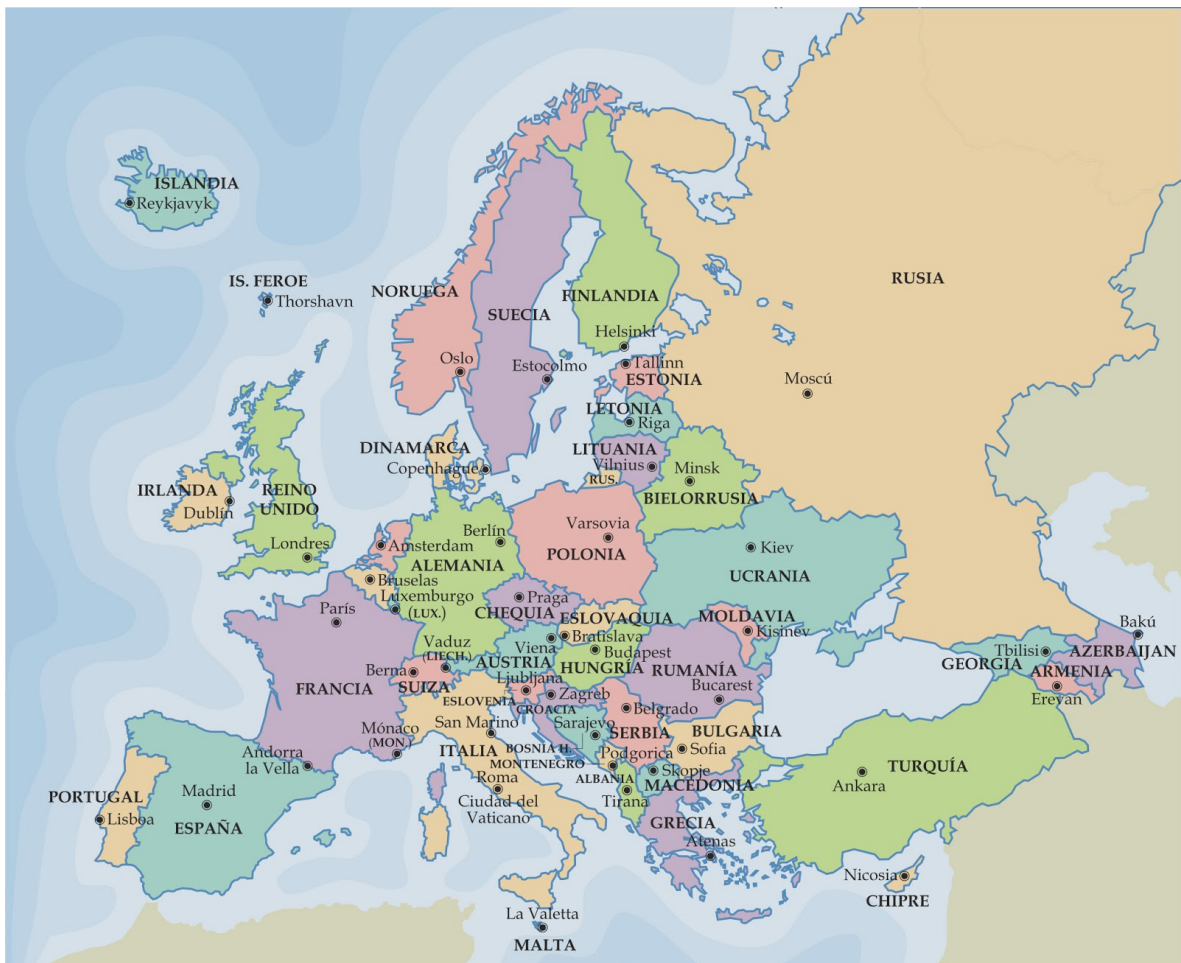 ISLANDIA
Reykjavyk
IS. FEROE
Thorshavn
NORUEGA
Oslo
SUECIA
Estocolmo
FINLANDIA
Helsinki
RUSIA
Moscú
Tallinn
ESTONIA
LETONIA
Riga
LITUANIA
Vilnius
RUS.
Minsk
BIELORRUSIA
DINAMARCA
Copenhague
IRLANDA
Dublín
REINO
UNIDO
Londres
Amsterdam
Berlín
ALEMANIA
Varsovia
POLONIA
Kiev
UCRANIA
Bruselas
Luxemburgo
(LUX.)
Praga
CHEQUIA
ESLOVAQUIA
Bratislava
MOLDAVIA
Kisinev
París
FRANCIA
Vaduz
(LIECH.)
Viena
AUSTRIA
Budapest
HUNGRÍA
RUMANÍA
Bucarest
Berna
SUIZA
Ljubljana
ESLOVENIA
Zagreb
CROACIA
Belgrado
SERBIA
Sarajevo
BOSNIA H.
MONTENEGRO
Podgorica
BULGARIA
Sofia
Skopje
MACEDONIA
ALBANIA
Tirana
Mónaco
(MON.)
San Marino
ITALIA
Roma
Ciudad del
Vaticano
Andorra
la Vella
PORTUGAL
Lisboa
Madrid
ESPAÑA
GRECIA
Atenas
La Valetta
MALTA
TURQUÍA
Ankara
Nicosia
CHIPRE
Tbilisi
GEORGIA
Bakú
AZERBAIJAN
ARMENIA
Erevan